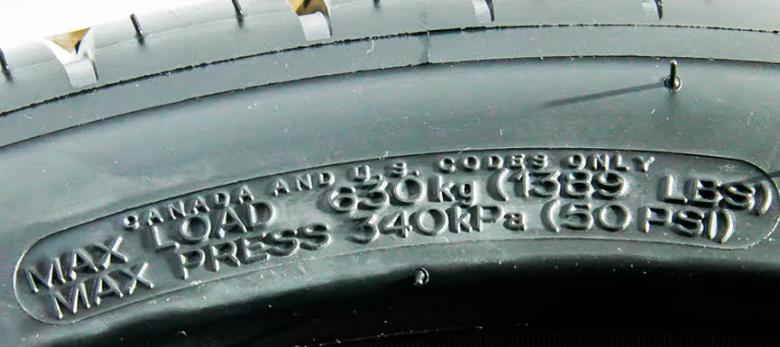 CANADA AND U.S. CODES ONLY
MAX LOAD 630kg (1389 LBS)
MAX PRESS 340kPa (50 PSI)